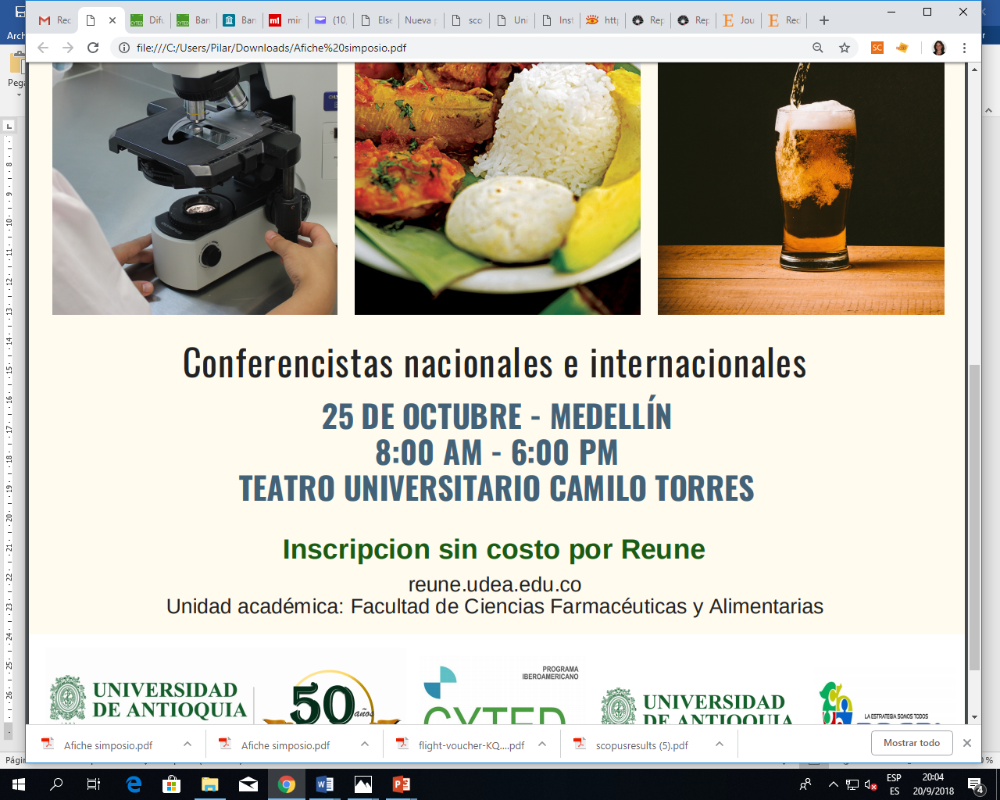 Rec
Difu
Ban
Ban
min
(10
Else
Nueva p
sco
Uni
Inst
http
Rep
Rep
Jou
Red
file:///C:/Users/Pilar/Downloads/Afiche%20simposio.pdf
SC
Archi
Pega
Conferencistas nacionales e internacionales
25 DE OCTUBRE - MEDELLÍN
8:00 AM - 6:00 PM
TEATRO UNIVERSITARIO CAMILO TORRES
Inscripcion sin costo por Reune
reune.udea.edu.co
Unidad académica: Facultad de Ciencias Farmacéuticas y Alimentarias
UNIVERSIDAD
DE ANTIOQUIA
50 años
PROGRAMA
IBEROAMERICANO
CYTED
UNIVERSIDAD
DE ANTIOQUIA
LA ESTRATEGIA SOMOS TODOS
Afiche simposio.pdf
Afiche simposio.pdf
flight-voucher-KQ....pdf
scopusresults (5).pdf
Mostrar todo
Págin
ESP
ES
20:04
20/9/2018
4